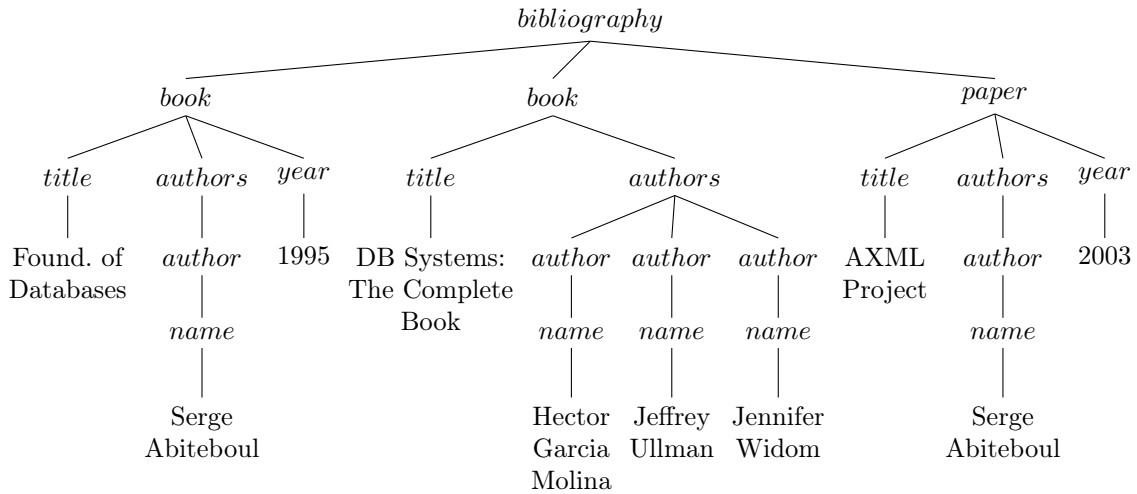 bibliography
book book paper
title authors year title authors title authors year
Found. of author 1995 DB Systems: author author author AXML author 2003
Databases The Complete Project
Book
name name name name name
Serge Hector Jeffrey Jennifer Serge
Abiteboul Garcia Ullman Widom Abiteboul
Molina